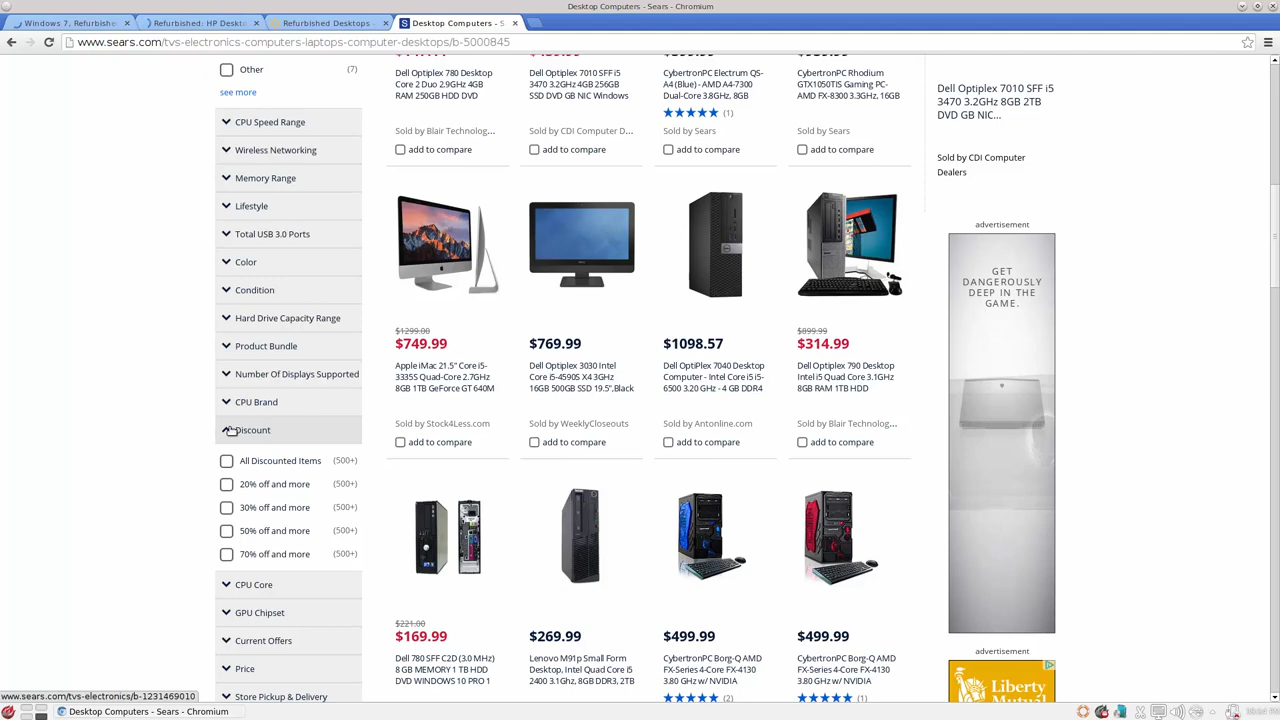 Desktop Computers - Sears - Chromium
Windows 7, Refurbishe
Refurbished: HP Deskto
Refurbished Desktops -
Desktop Computers - S
www.sears.com/tvs-electronics-computers-laptops-computer-desktops/b-5000845
Other (7)
see more
CPU Speed Range
Wireless Networking
Memory Range
Lifestyle
Total USB 3.0 Ports
Color
Condition
Hard Drive Capacity Range
Product Bundle
Number Of Displays Supported
CPU Brand
Discount
All Discounted Items (500+)
20% off and more (500+)
30% off and more (500+)
50% off and more (500+)
70% off and more (500+)
CPU Core
GPU Chipset
Current Offers
Price
Store Pickup & Delivery
Dell Optiplex 780 Desktop
Core 2 Duo 2.9GHz 4GB
RAM 250GB HDD DVD
Sold by Blair Technolog...
add to compare
Dell Optiplex 7010 SFF i5
3470 3.2GHz 4GB 256GB
SSD DVD GB NIC Windows
Sold by CDI Computer D...
add to compare
CybertronPC Electrum QS-
A4 (Blue) - AMD A4-7300
Dual-Core 3.8GHz, 8GB
(1)
Sold by Sears
add to compare
CybertronPC Rhodium
GTX1050TIS Gaming PC-
AMD FX-8300 3.3GHz, 16GB
Sold by Sears
add to compare
$1299.00
$749.99
Apple iMac 21.5" Core i5-
3335S Quad-Core 2.7GHz
8GB 1TB GeForce GT 640M
Sold by Stock4Less.com
add to compare
$769.99
Dell Optiplex 3030 Intel
Core i5-4590S X4 3GHz
16GB 500GB SSD 19.5",Black
Sold by WeeklyCloseouts
add to compare
$1098.57
Dell OptiPlex 7040 Desktop
Computer - Intel Core i5 i5-
6500 3.20 GHz - 4 GB DDR4
Sold by Antonline.com
add to compare
$899.99
$314.99
Dell Optiplex 790 Desktop
Intel i5 Quad Core 3.1GHz
8GB RAM 1TB HDD
Sold by Blair Technolog...
add to compare
$221.00
$169.99
Dell 780 SFF C2D (3.0 MHz)
8 GB MEMORY 1 TB HDD
DVD WINDOWS 10 PRO 1
$269.99
Lenovo M91p Small Form
Desktop, Intel Quad Core i5
2400 3.1Ghz, 8GB DDR3, 2TB
$499.99
CybertronPC Borg-Q AMD
FX-Series 4-Core FX-4130
3.80 GHz w/ NVIDIA
(2)
$499.99
CybertronPC Borg-Q AMD
FX-Series 4-Core FX-4130
3.80 GHz w/ NVIDIA
(1)
Dell Optiplex 7010 SFF i5
3470 3.2GHz 8GB 2TB
DVD GB NIC...
Sold by CDI Computer
Dealers
advertisement
GET
DANGEROUSLY
DEEP IN THE
GAME.
advertisement
Liberty
www.sears.com/tvs-electronics/b-1231469010
Desktop Computers - Sears - Chromium